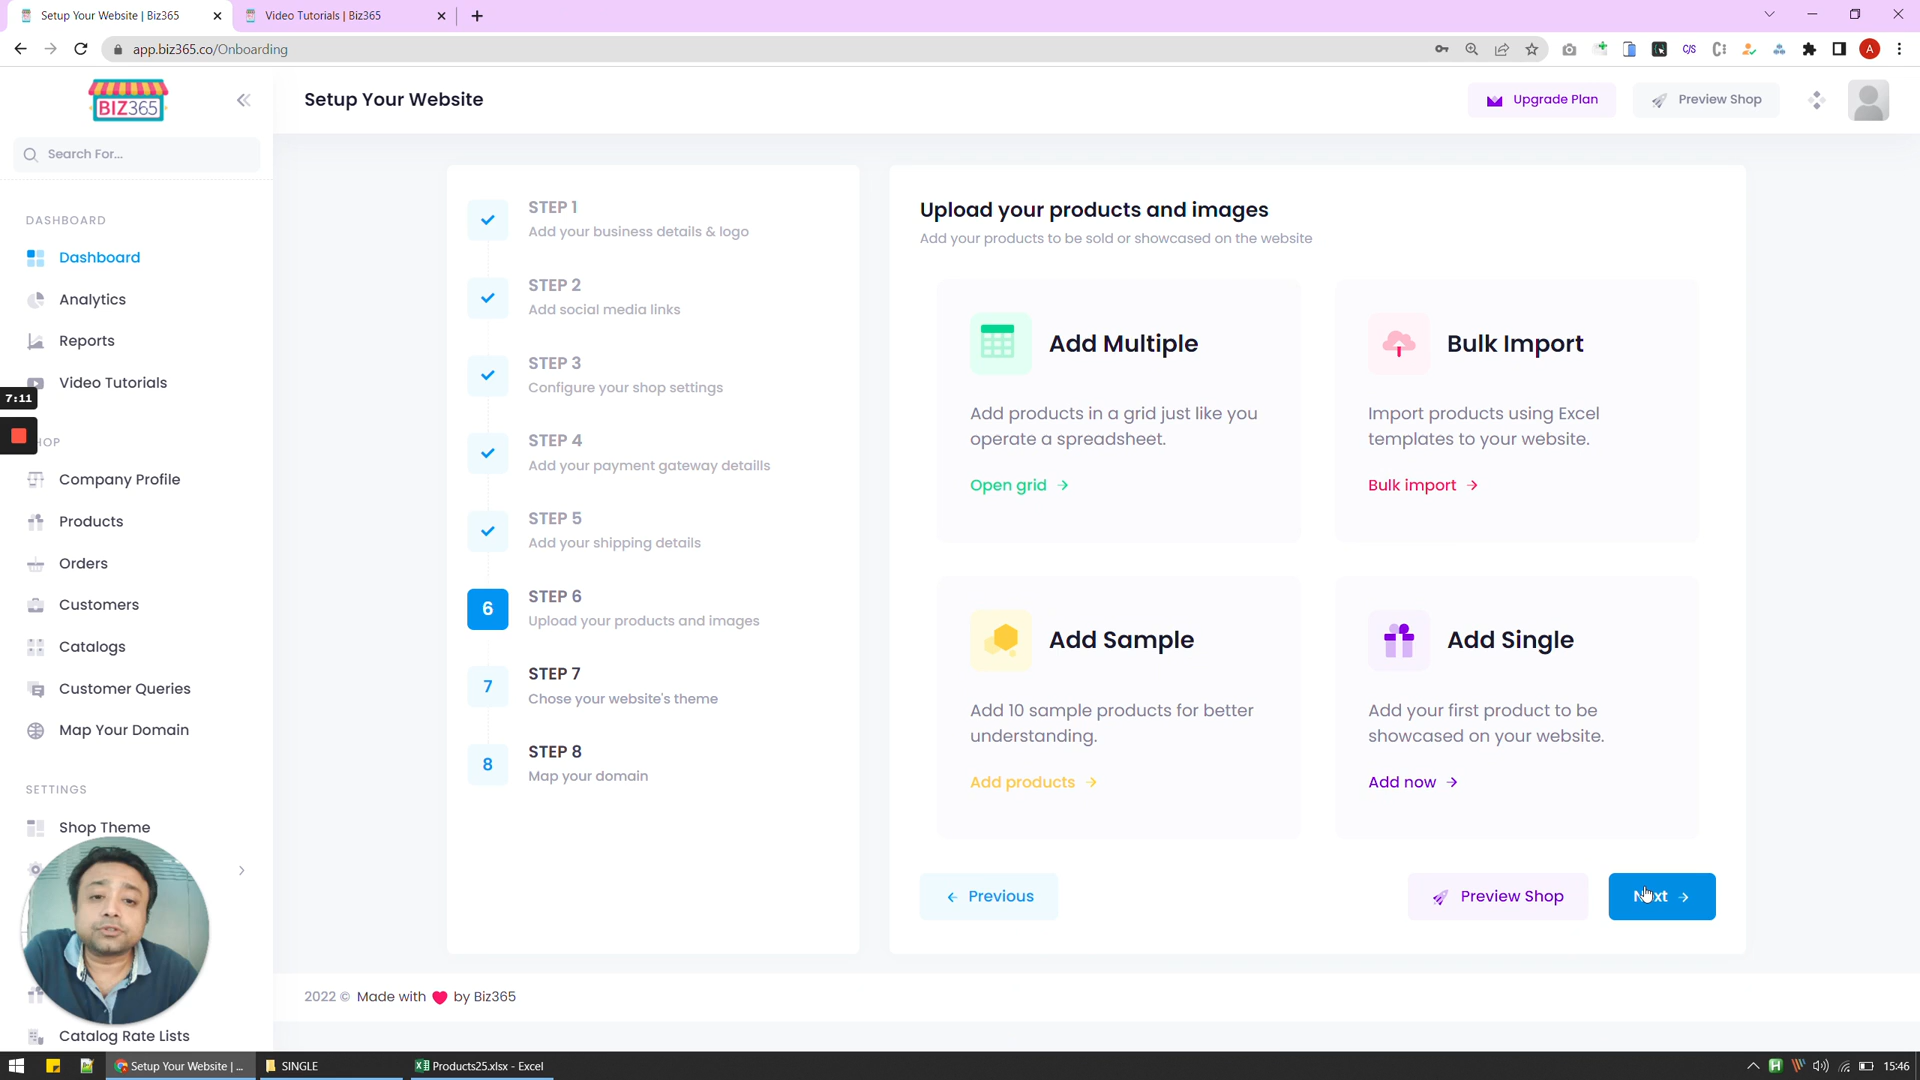 Setup Your Website | Biz365
Video Tutorials | Biz365
app.biz365.co/Onboarding
BIZ365
Setup Your Website
Upgrade Plan
Preview Shop
Search For...
DASHBOARD
Dashboard
Analytics
Reports
Video Tutorials
7:11
HOP
Company Profile
Products
Orders
Customers
Catalogs
Customer Queries
Map Your Domain
SETTINGS
Shop Theme
Catalog Rate Lists
STEP 1
Add your business details & logo
STEP 2
Add social media links
STEP 3
Configure your shop settings
STEP 4
Add your payment gateway detaills
STEP 5
Add your shipping details
6
STEP 6
Upload your products and images
7
STEP 7
Chose your website's theme
8
STEP 8
Map your domain
Upload your products and images
Add your products to be sold or showcased on the website
Add Multiple
Add products in a grid just like you
operate a spreadsheet.
Open grid
Bulk Import
Import products using Excel
templates to your website.
Bulk import
Add Sample
Add 10 sample products for better
understanding.
Add products
Add Single
Add your first product to be
showcased on your website.
Add now
Previous
Preview Shop
Next
2022 © Made with by Biz365
Setup Your Website | ...
SINGLE
Products25.xlsx - Excel
15:46
A